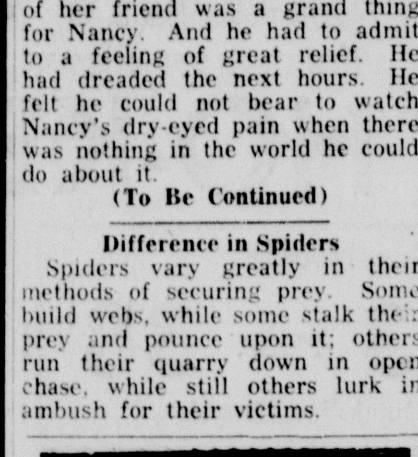 of her friend was a grand thing
for Nancy. And he had to admit
to a feeling of great relief. He
had dreaded the next hours. He
felt he could not bear to watch
Nancy's dry-eyed pain when there
was nothing in the world he could
do about it.
(To Be Continued)
Difference in Spiders
Spiders vary greatly in their
methods of securing prey. Some
build webs, while some stalk their
prey and pounce upon it; others
run their quarry down in open
chase, while still others lurk in
ambush for their victims.